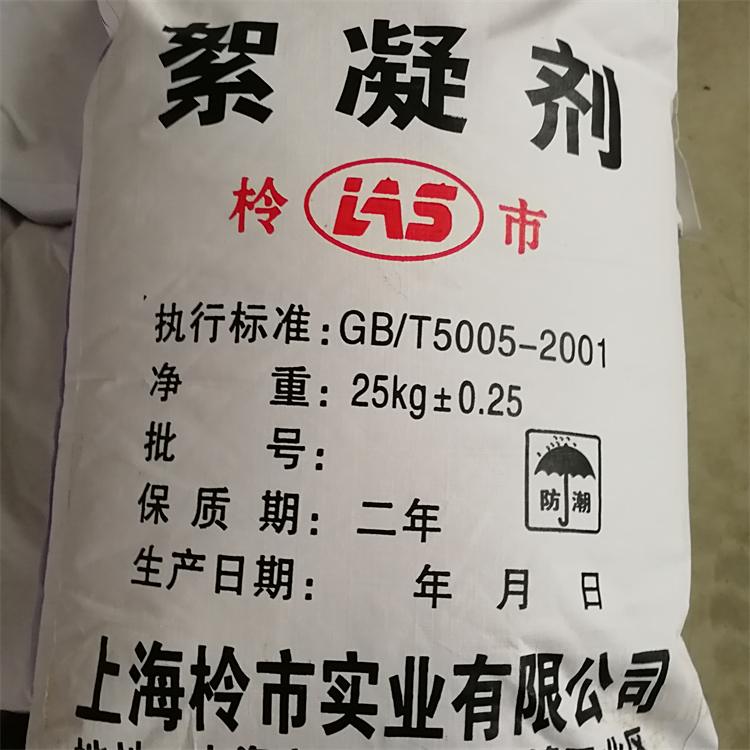 絮凝剂
柃 LAS 市
执行标准：GB/T5005-2001
净 重：25kg±0.25
批 号：
防潮
保质期：二年
生产日期： 年 月 日
上海柃市实业有限公司